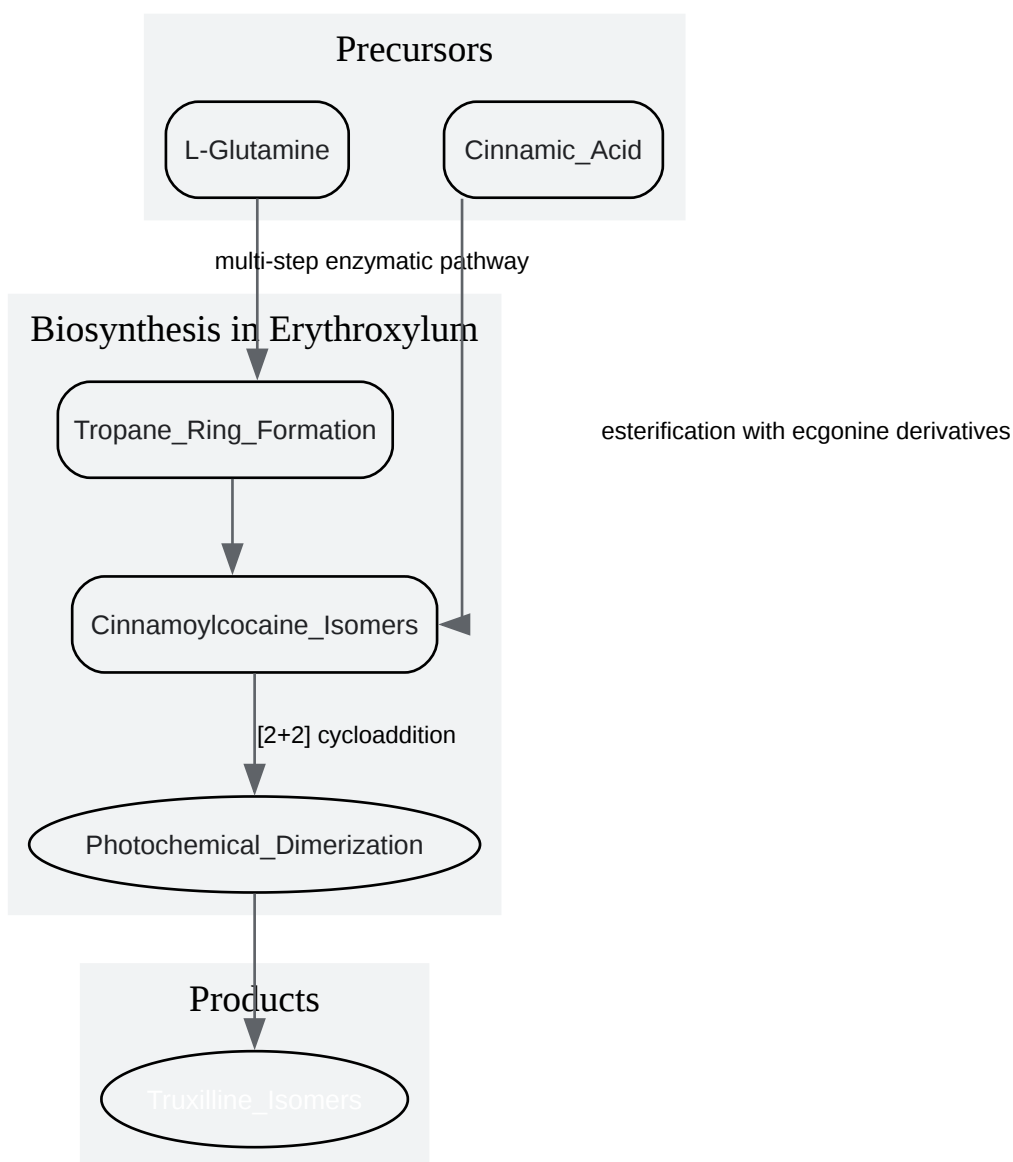 Precursors
L-Glutamine
Cinnamic_Acid
multi-step enzymatic pathway
Biosynthesis in Erythroxylum
Tropane_Ring_Formation
esterification with ecgonine derivatives
Cinnamoylcocaine_Isomers
[2+2] cycloaddition
Photochemical_Dimerization
Products
Truxilline_Isomers